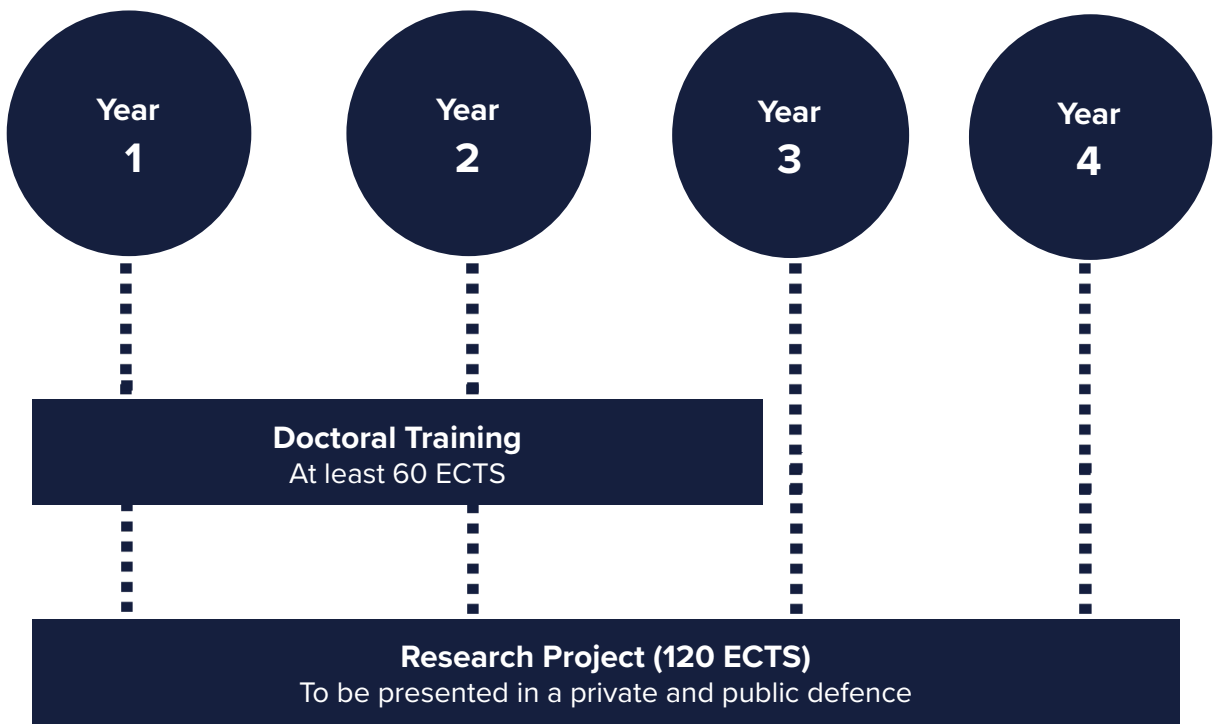 Year
1
Year
2
Year
3
Year
4
Doctoral Training
At least 60 ECTS
Research Project (120 ECTS)
To be presented in a private and public defence